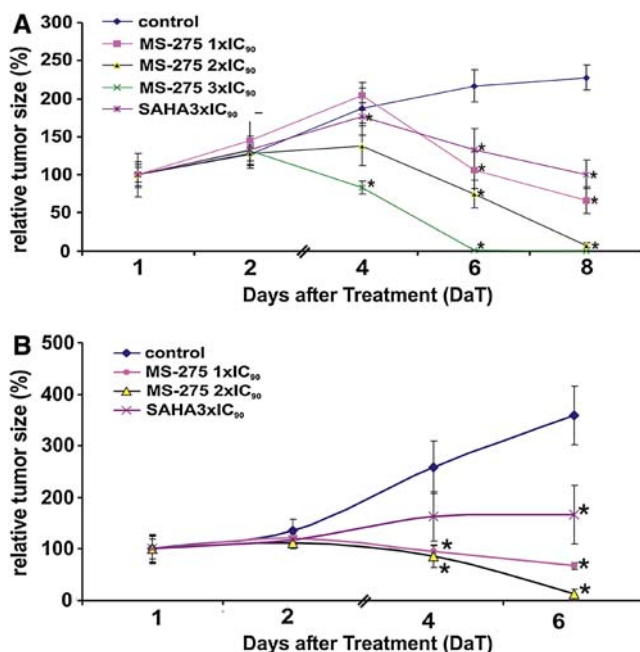 A
relative tumor size (%)
300
250
200
150
100
50
0
control
MS-275 1xIC₉₀
MS-275 2xIC₉₀
MS-275 3xIC₉₀
SAHA3xIC₉₀
* * * * * * * * *
1 2 // 4 6 8
Days after Treatment (DaT)
B
relative tumor size (%)
500
400
300
200
100
0
control
MS-275 1xIC₉₀
MS-275 2xIC₉₀
SAHA3xIC₉₀
* * * * *
1 2 // 4 6
Days after Treatment (DaT)